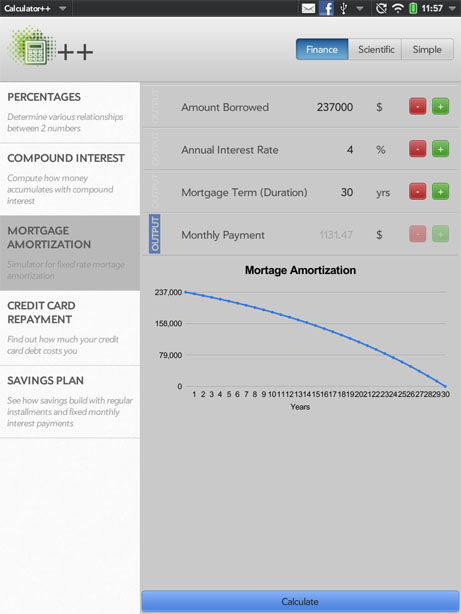 Calculator++
11:57
++
Finance
Scientific
Simple
PERCENTAGES
Determine various relationships
between 2 numbers
COMPOUND INTEREST
Compute how money
accumulates with compound
interest
MORTGAGE
AMORTIZATION
Simulator for fixed rate mortage
amortization
CREDIT CARD
REPAYMENT
Find out how much your credit
card debt costs you
SAVINGS PLAN
See how savings build with regular
installments and fixed monthly
interest payments
OUTPUT
Amount Borrowed 237000 $ - +
OUTPUT
Annual Interest Rate 4 % - +
OUTPUT
Mortgage Term (Duration) 30 yrs - +
OUTPUT
Monthly Payment 1131.47 $ - +
Mortage Amortization
237,000
158,000
79,000
0
1 2 3 4 5 6 7 8 9 10 11 12 13 14 15 16 17 18 19 20 21 22 23 24 25 26 27 28 29 30
Years
Calculate